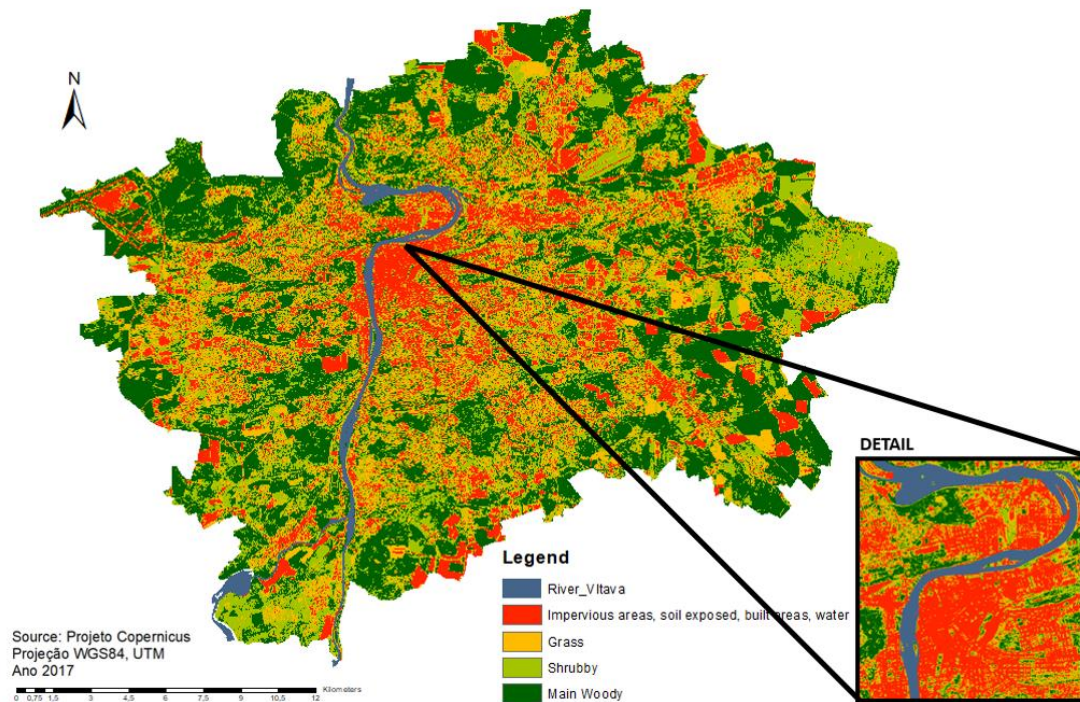 N
DETAIL
Legend
River_Vltava
Impervious areas, soil exposed, built areas, water
Grass
Shrubby
Main Woody
Source: Projeto Copernicus
Projeção WGS84, UTM
Ano 2017
Kilometers
0 0,75 1,5 3 4,5 6 7,5 9 10,5 12